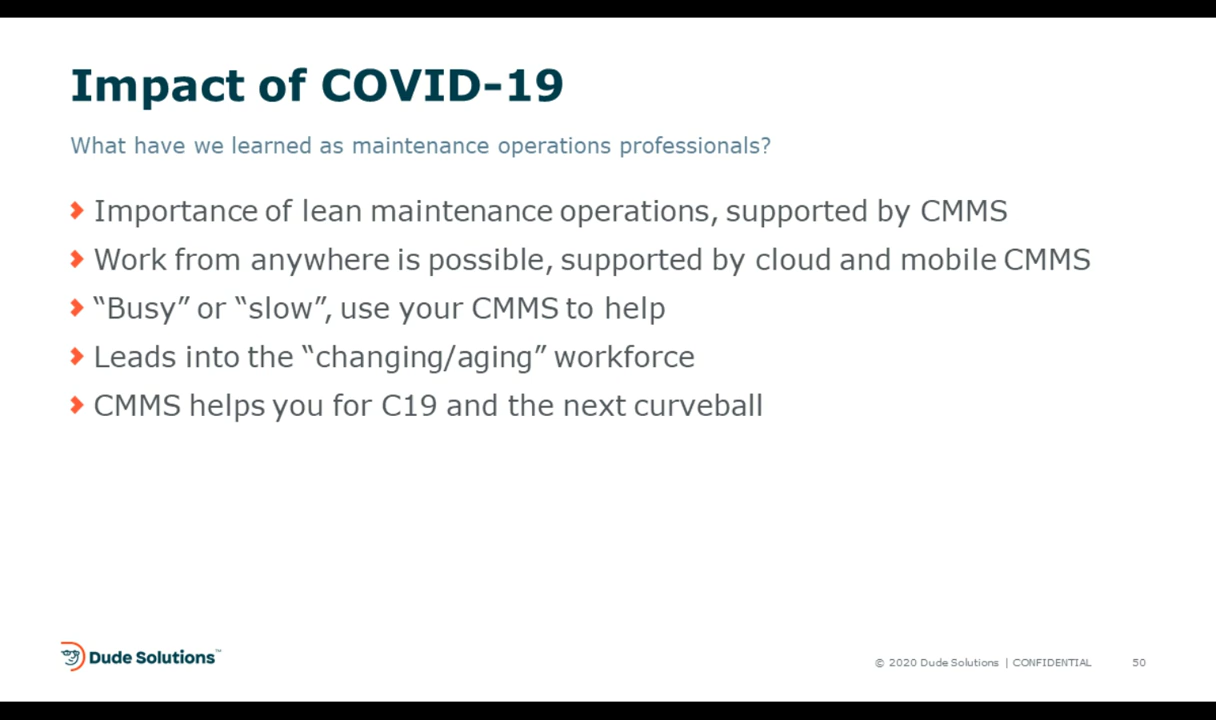 Impact of COVID-19
What have we learned as maintenance operations professionals?
Importance of lean maintenance operations, supported by CMMS
Work from anywhere is possible, supported by cloud and mobile CMMS
“Busy” or “slow”, use your CMMS to help
Leads into the “changing/aging” workforce
CMMS helps you for C19 and the next curveball
Dude Solutions™
© 2020 Dude Solutions | CONFIDENTIAL 50